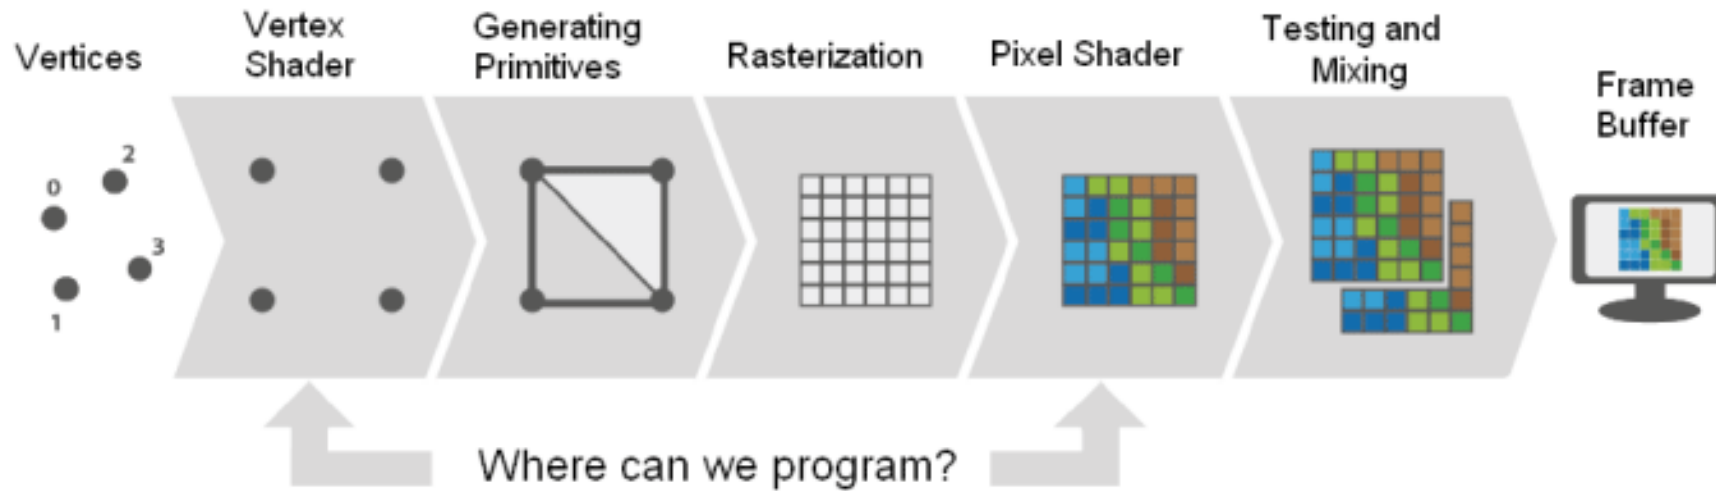 Vertices
Vertex
Shader
Generating
Primitives
Rasterization
Pixel Shader
Testing and
Mixing
Frame
Buffer
2
0
3
1
Where can we program?